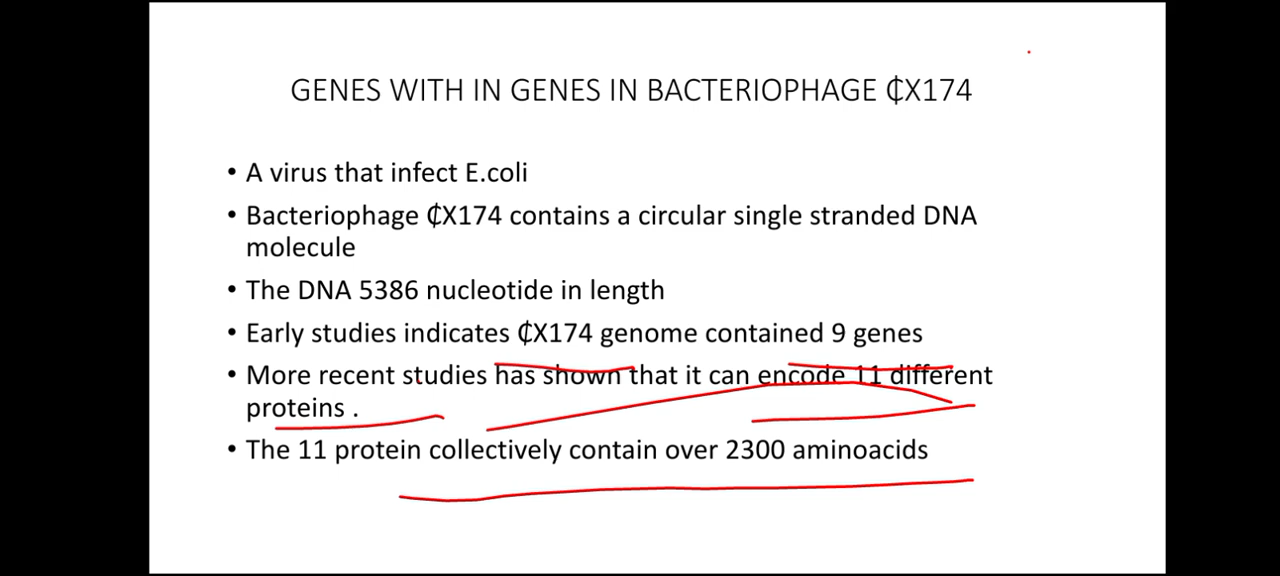 GENES WITH IN GENES IN BACTERIOPHAGE ₵X174
• A virus that infect E.coli
• Bacteriophage ₵X174 contains a circular single stranded DNA
molecule
• The DNA 5386 nucleotide in length
• Early studies indicates ₵X174 genome contained 9 genes
• More recent studies has shown that it can encode 11 different
proteins .
• The 11 protein collectively contain over 2300 aminoacids